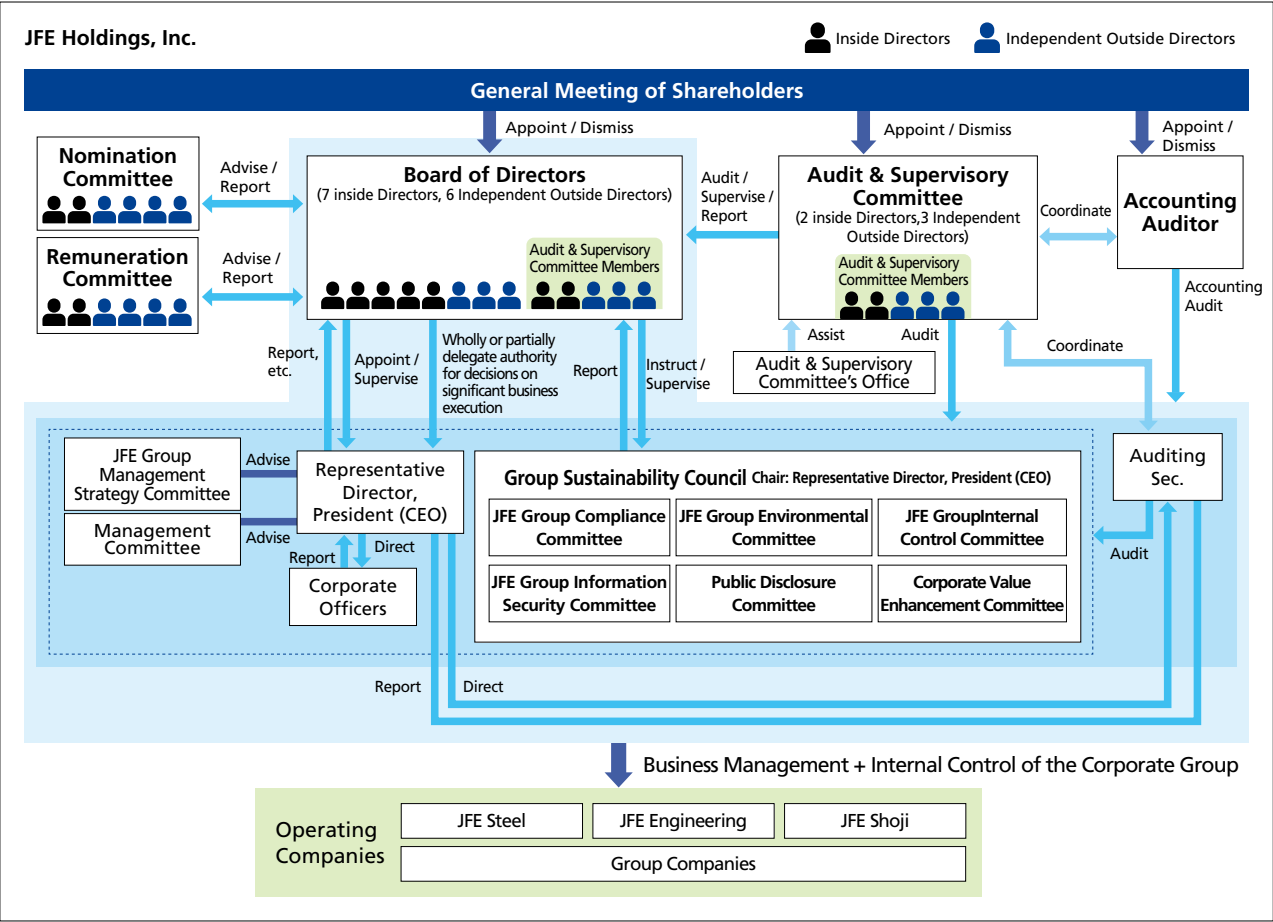 JFE Holdings, Inc.
Inside Directors
Independent Outside Directors
General Meeting of Shareholders
Appoint / Dismiss
Appoint / Dismiss
Appoint /
Dismiss
Nomination
Committee
Advise /
Report
Board of Directors
(7 inside Directors, 6 Independent Outside Directors)
Audit & Supervisory
Committee Members
Audit /
Supervise /
Report
Audit & Supervisory
Committee
(2 inside Directors,3 Independent
Outside Directors)
Audit & Supervisory
Committee Members
Coordinate
Accounting
Auditor
Remuneration
Committee
Advise /
Report
Accounting
Audit
Report,
etc.
Appoint /
Supervise
Wholly or partially
delegate authority
for decisions on
significant business
execution
Report
Instruct /
Supervise
Assist
Audit
Audit & Supervisory
Committee's Office
Coordinate
JFE Group
Management
Strategy Committee
Advise
Management
Committee
Advise
Representative
Director,
President (CEO)
Report
Direct
Corporate
Officers
Group Sustainability Council Chair: Representative Director, President (CEO)
JFE Group Compliance
Committee
JFE Group Environmental
Committee
JFE GroupInternal
Control Committee
JFE Group Information
Security Committee
Public Disclosure
Committee
Corporate Value
Enhancement Committee
Auditing
Sec.
Audit
Report
Direct
Business Management + Internal Control of the Corporate Group
Operating
Companies
JFE Steel
JFE Engineering
JFE Shoji
Group Companies